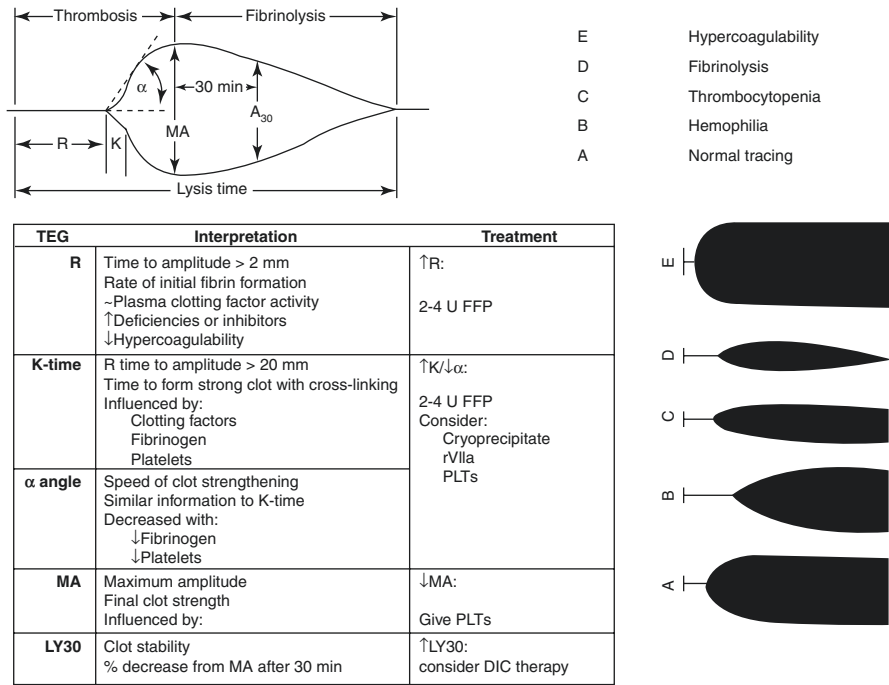 Thrombosis
Fibrinolysis
α
30 min
MA
A30
R
K
Lysis time
E Hypercoagulability
D Fibrinolysis
C Thrombocytopenia
B Hemophilia
A Normal tracing
TEG Interpretation Treatment
R Time to amplitude > 2 mm ↑R:
Rate of initial fibrin formation
~Plasma clotting factor activity 2-4 U FFP
↑Deficiencies or inhibitors
↓Hypercoagulability
K-time R time to amplitude > 20 mm ↑K/↓α:
Time to form strong clot with cross-linking
Influenced by: 2-4 U FFP
Clotting factors Consider:
Fibrinogen Cryoprecipitate
Platelets rVIIa
PLTs
α angle Speed of clot strengthening
Similar information to K-time
Decreased with:
↓Fibrinogen
↓Platelets
MA Maximum amplitude ↓MA:
Final clot strength
Influenced by: Give PLTs
LY30 Clot stability ↑LY30:
% decrease from MA after 30 min consider DIC therapy
E
D
C
B
A